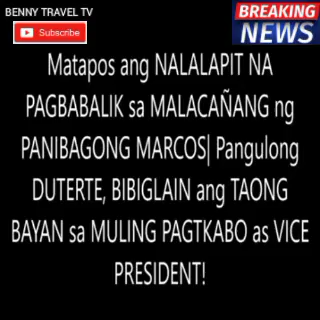 BENNY TRAVEL TV
Subscribe
BREAKING
NEWS
Matapos ang NALALAPIT NA
PAGBABALIK sa MALACAÑANG ng
PANIBAGONG MARCOS| Pangulong
DUTERTE, BIBIGLAIN ang TAONG
BAYAN sa MULING PAGTKABO as VICE
PRESIDENT!